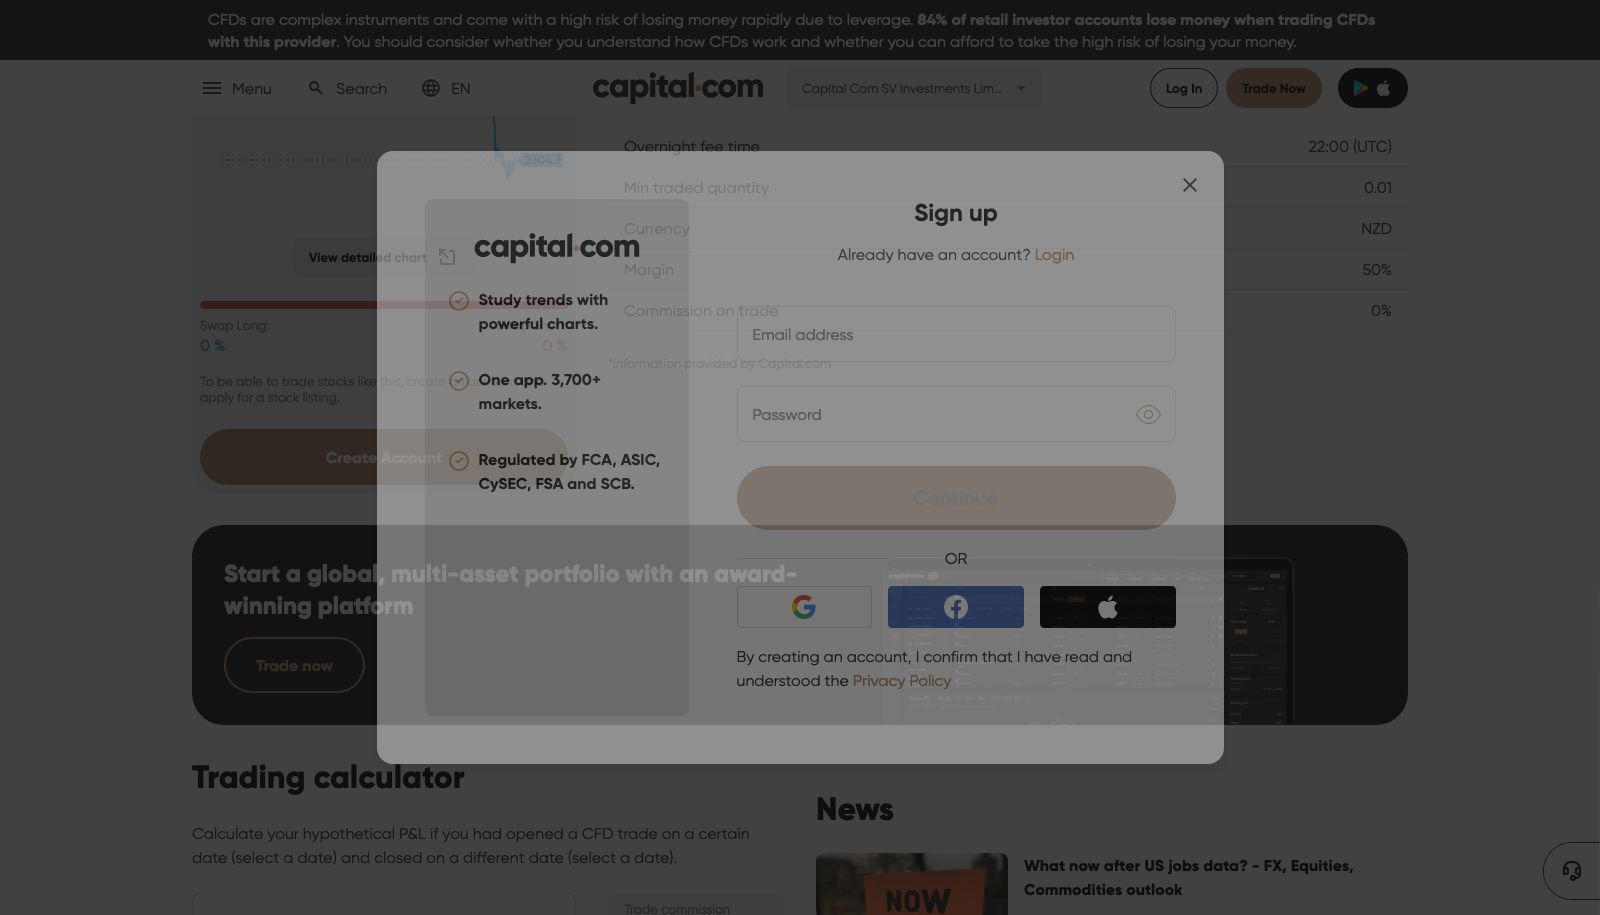 CFDs are complex instruments and come with a high risk of losing money rapidly due to leverage. 84% of retail investor accounts lose money when trading CFDs
with this provider. You should consider whether you understand how CFDs work and whether you can afford to take the high risk of losing your money.
Menu
Search
EN
capital.com
Capital Com SV Investments Lim...
Log In
Trade Now
2304.7
View detailed chart
Swap Long:
0 %
0 %
To be able to trade stocks like this, create
apply for a stock listing.
Create Account
Overnight fee time 22:00 (UTC)
Min traded quantity 0.01
Currency NZD
Margin 50%
Commission on trade 0%
*Information provided by Capital.com
capital.com
Study trends with
powerful charts.
One app. 3,700+
markets.
Regulated by FCA, ASIC,
CySEC, FSA and SCB.
Sign up
Already have an account? Login
Email address
Password
Continue
OR
By creating an account, I confirm that I have read and
understood the Privacy Policy
Start a global, multi-asset portfolio with an award-
winning platform
Trade now
capital.com
Trading calculator
Calculate your hypothetical P&L if you had opened a CFD trade on a certain
date (select a date) and closed on a different date (select a date).
Trade commission
News
NOW
What now after US jobs data? - FX, Equities,
Commodities outlook